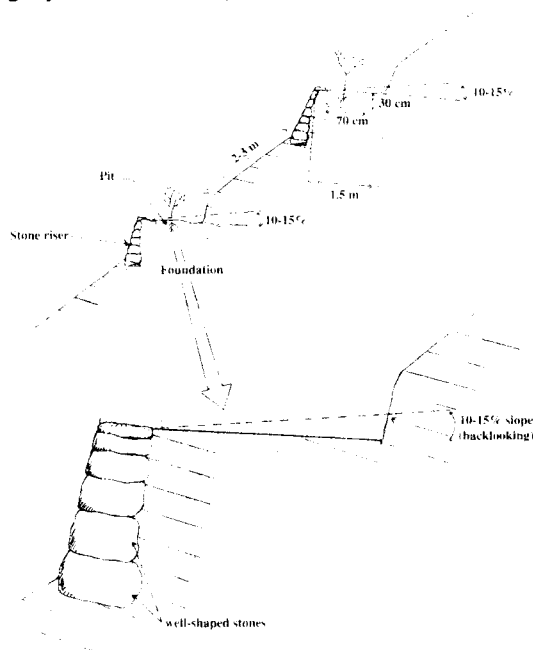 10-15%
30 cm
70 cm
2-3 m
Pit
1.5 m
10-15%
Stone riser
Foundation
10-15% slope
(backlooking)
well-shaped stones